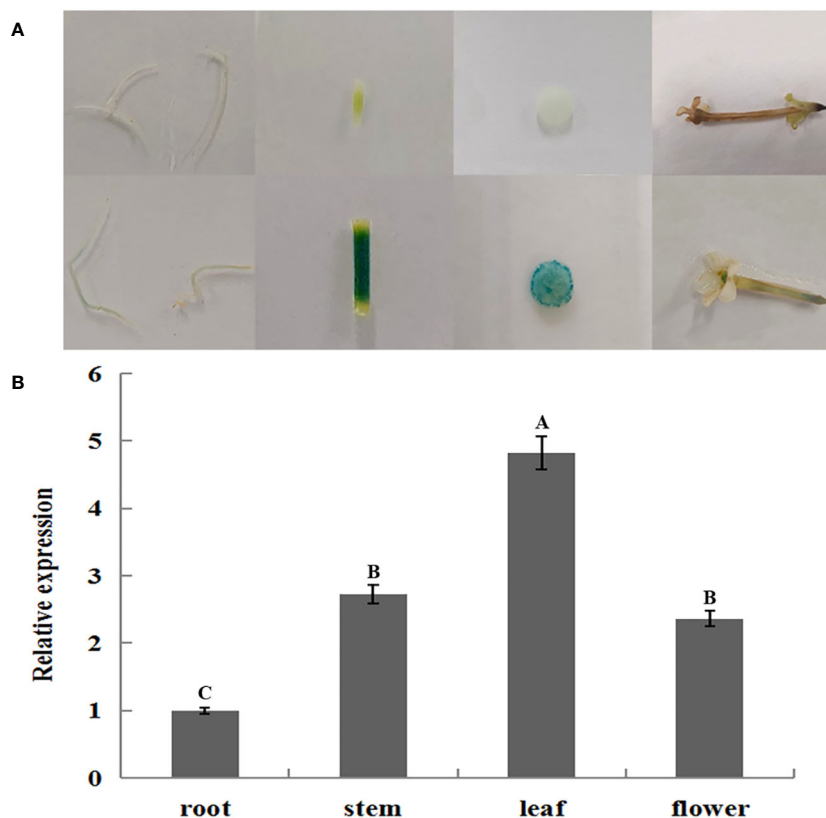 A
B
Relative expression
6
5
4
3
2
1
0
C
B
A
B
root
stem
leaf
flower